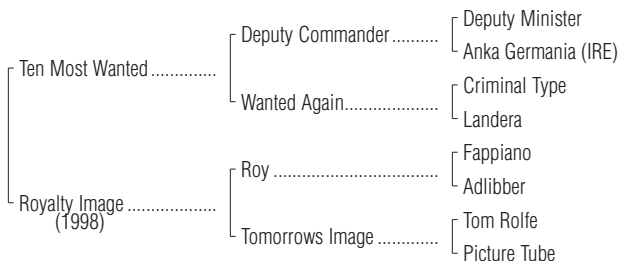 Deputy Minister
Deputy Commander ..........
Anka Germania (IRE)
Ten Most Wanted .............
Criminal Type
Wanted Again....................
Landera
Fappiano
Roy ..................................
Adlibber
Royalty Image ..................
(1998)
Tom Rolfe
Tomorrows Image .............
Picture Tube